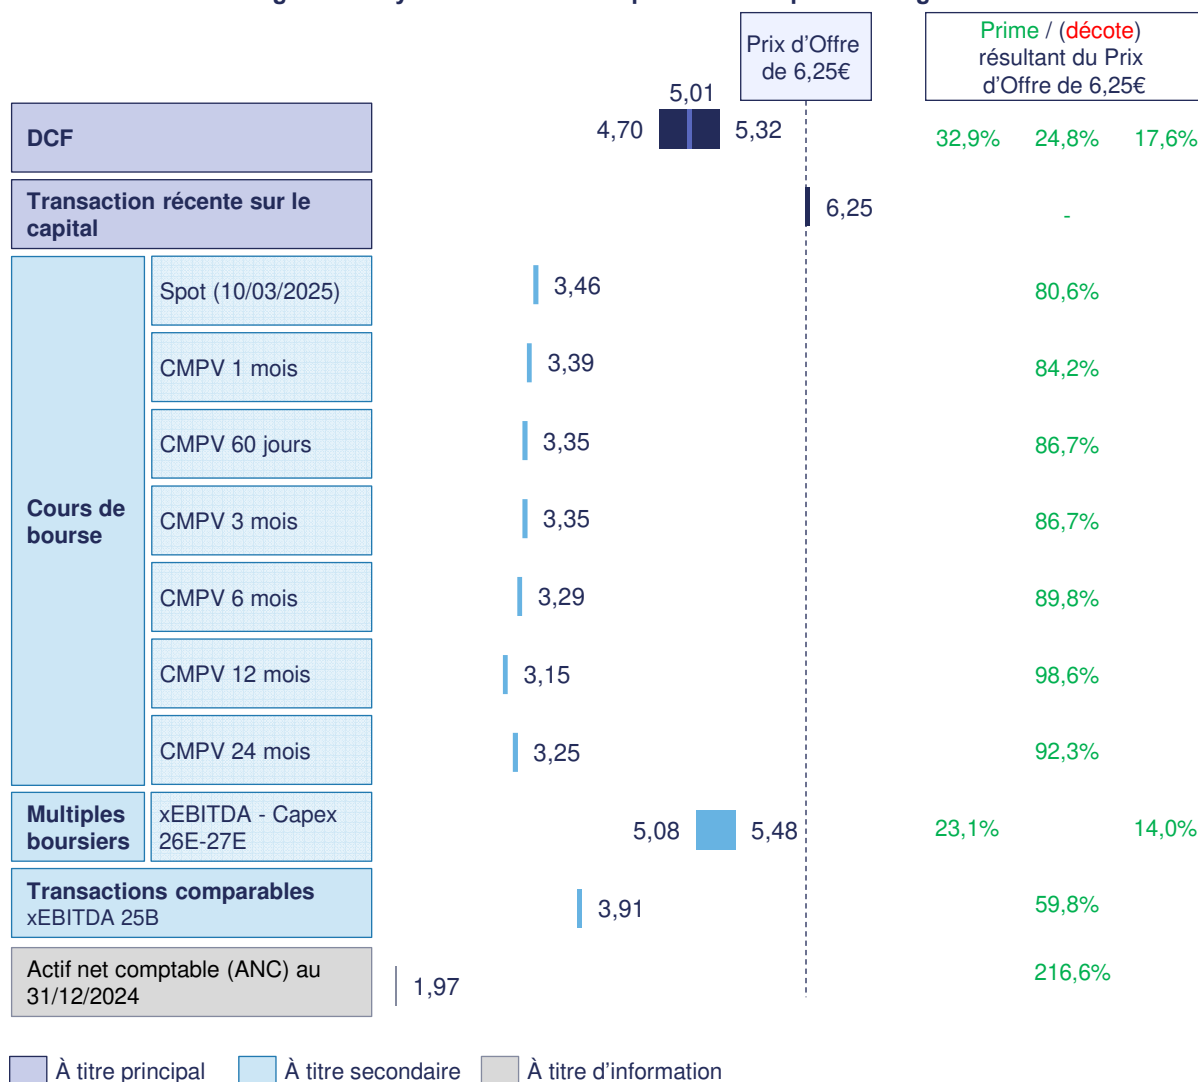 Prix d’Offre
de 6,25€
Prime / (décote)
résultant du Prix
d’Offre de 6,25€
DCF
4,70
5,01
5,32
32,9%
24,8%
17,6%
Transaction récente sur le
capital
6,25
-
Cours de
bourse
Spot (10/03/2025)
3,46
80,6%
CMPV 1 mois
3,39
84,2%
CMPV 60 jours
3,35
86,7%
CMPV 3 mois
3,35
86,7%
CMPV 6 mois
3,29
89,8%
CMPV 12 mois
3,15
98,6%
CMPV 24 mois
3,25
92,3%
Multiples
boursiers
xEBITDA - Capex
26E-27E
5,08
5,48
23,1%
14,0%
Transactions comparables
xEBITDA 25B
3,91
59,8%
Actif net comptable (ANC) au
31/12/2024
1,97
216,6%
À titre principal
À titre secondaire
À titre d’information